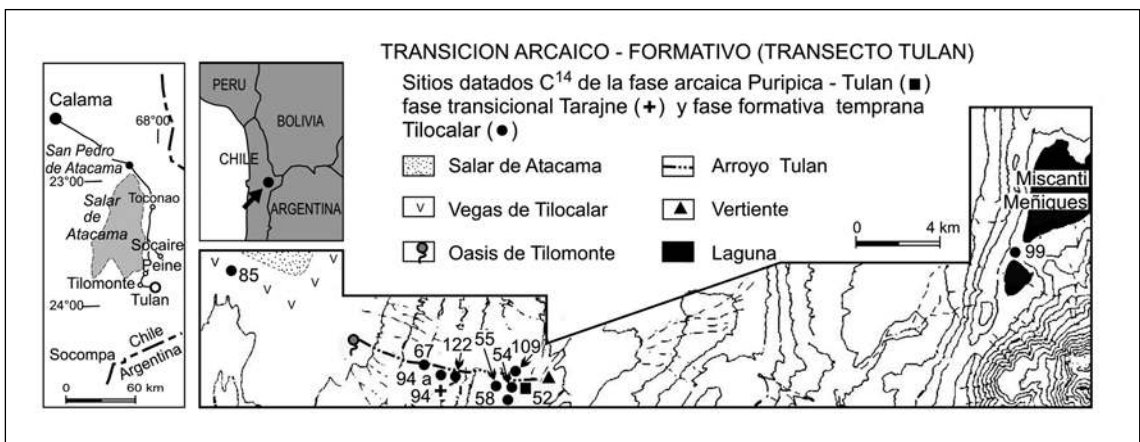 TRANSICION ARCAICO - FORMATIVO (TRANSECTO TULAN)
Sitios datados C14 de la fase arcaica Puripica - Tulan (■)
fase transicional Tarajne (+) y fase formativa temprana
Tilocalar (●)
Salar de Atacama
Arroyo Tulan
v Vegas de Tilocalar
Vertiente
Oasis de Tilomonte
Laguna
0 4 km
Calama
68°00
San Pedro
de Atacama
23°00
Toconao
Salar
de
Atacama
Socaire
Peine
Tilomonte
Tulan
24°00
Chile
Argentina
Socompa
0 60 km
PERU
BOLIVIA
CHILE
ARGENTINA
Miscanti
Meñiques
99
v
85
v
v
v
v
67
122
55
54
109
94 a
94
58
52